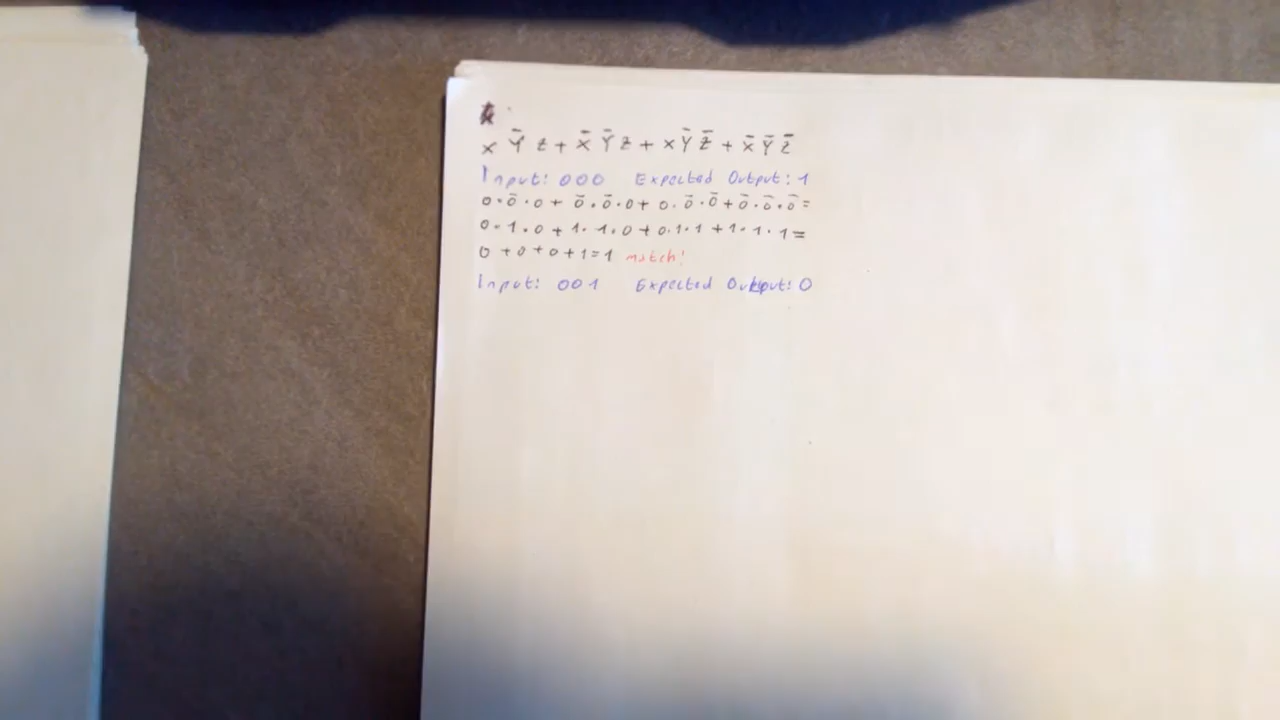 x Ȳ z + x̄ Ȳ z + x Ȳ z̄ + x̄ Ȳ z̄
Input: 000 Expected Output: 1
0·0̄·0 + 0̄·0̄·0 + 0·0̄·0̄ + 0̄·0̄·0̄ =
0·1·0 + 1·1·0 + 0·1·1 + 1·1·1 =
0 + 0 + 0 + 1 = 1 match!
Input: 001 Expected Output: 0